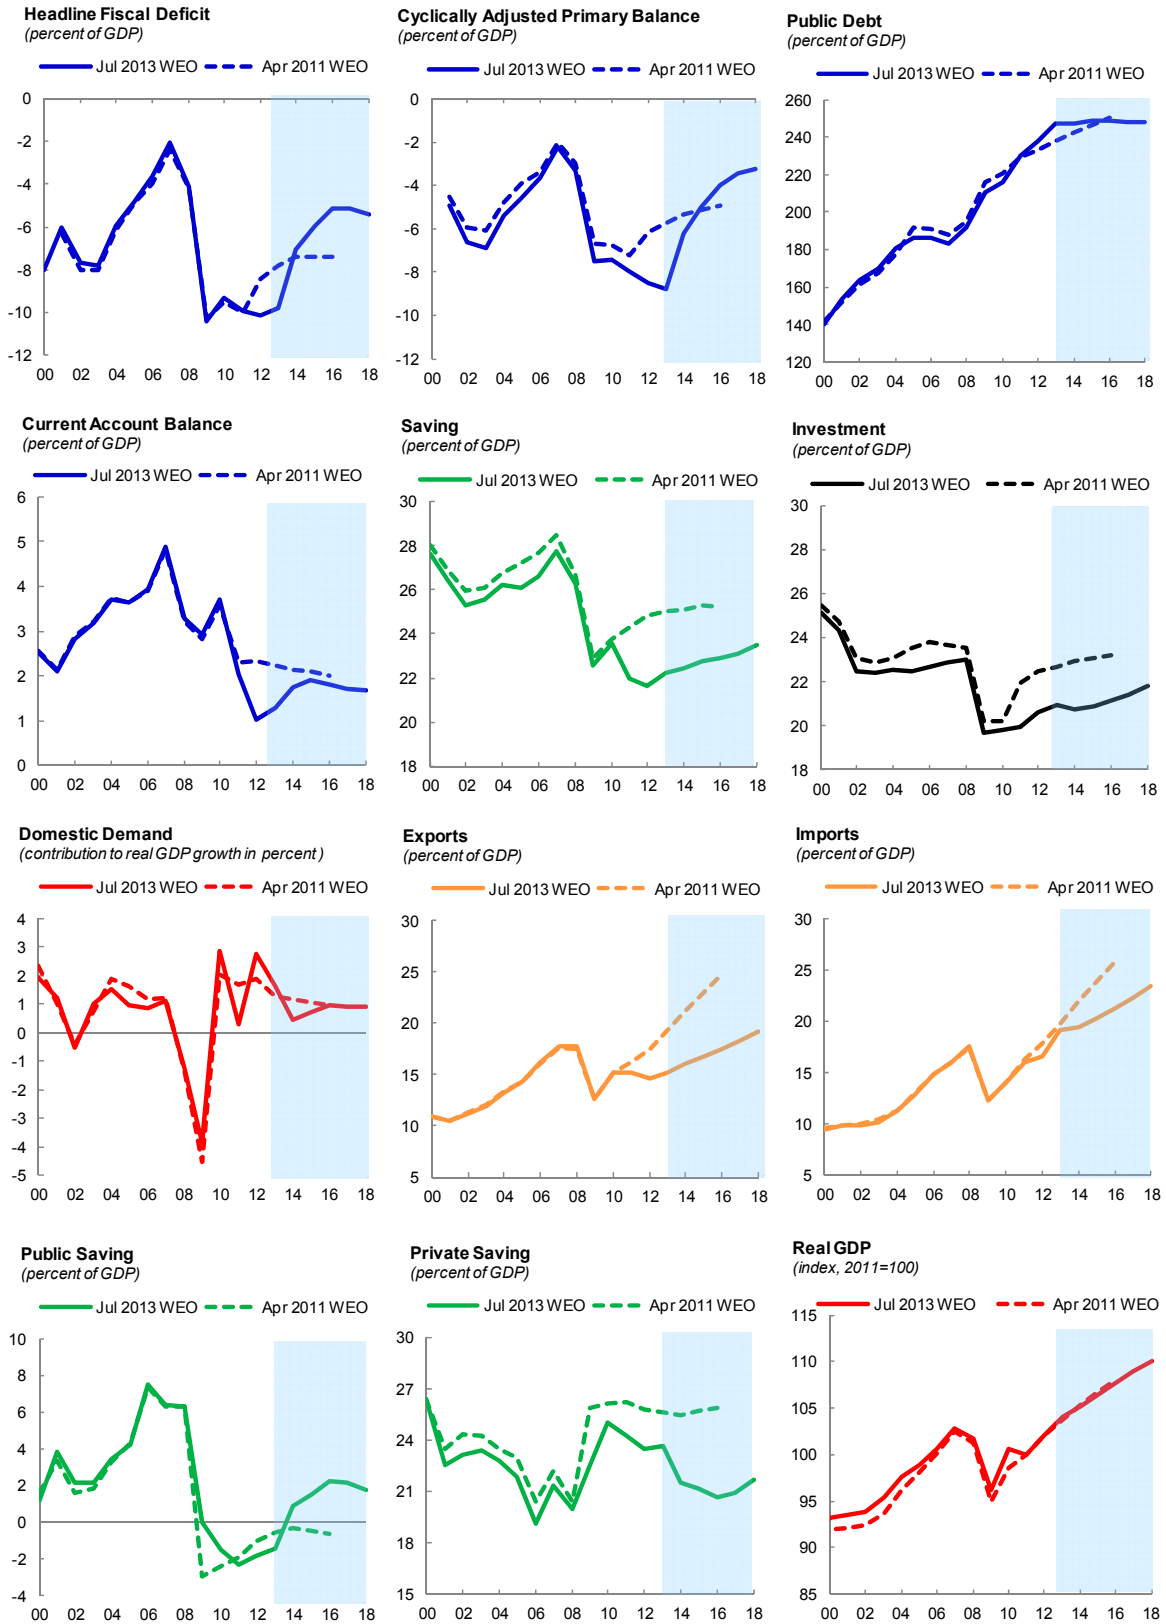 Headline Fiscal Deficit
(percent of GDP)
Jul 2013 WEO Apr 2011 WEO
0
-2
-4
-6
-8
-10
-12
00 02 04 06 08 10 12 14 16 18
Cyclically Adjusted Primary Balance
(percent of GDP)
Jul 2013 WEO Apr 2011 WEO
0
-2
-4
-6
-8
-10
-12
00 02 04 06 08 10 12 14 16 18
Public Debt
(percent of GDP)
Jul 2013 WEO Apr 2011 WEO
260
240
220
200
180
160
140
120
00 02 04 06 08 10 12 14 16 18
Current Account Balance
(percent of GDP)
Jul 2013 WEO Apr 2011 WEO
6
5
4
3
2
1
0
00 02 04 06 08 10 12 14 16 18
Saving
(percent of GDP)
Jul 2013 WEO Apr 2011 WEO
30
28
26
24
22
20
18
00 02 04 06 08 10 12 14 16 18
Investment
(percent of GDP)
Jul 2013 WEO Apr 2011 WEO
30
28
26
24
22
20
18
00 02 04 06 08 10 12 14 16 18
Domestic Demand
(contribution to real GDP growth in percent )
Jul 2013 WEO Apr 2011 WEO
4
3
2
1
0
-1
-2
-3
-4
-5
00 02 04 06 08 10 12 14 16 18
Exports
(percent of GDP)
Jul 2013 WEO Apr 2011 WEO
30
25
20
15
10
5
00 02 04 06 08 10 12 14 16 18
Imports
(percent of GDP)
Jul 2013 WEO Apr 2011 WEO
30
25
20
15
10
5
00 02 04 06 08 10 12 14 16 18
Public Saving
(percent of GDP)
Jul 2013 WEO Apr 2011 WEO
10
8
6
4
2
0
-2
-4
00 02 04 06 08 10 12 14 16 18
Private Saving
(percent of GDP)
Jul 2013 WEO Apr 2011 WEO
30
27
24
21
18
15
00 02 04 06 08 10 12 14 16 18
Real GDP
(index, 2011=100)
Jul 2013 WEO Apr 2011 WEO
115
110
105
100
95
90
85
00 02 04 06 08 10 12 14 16 18